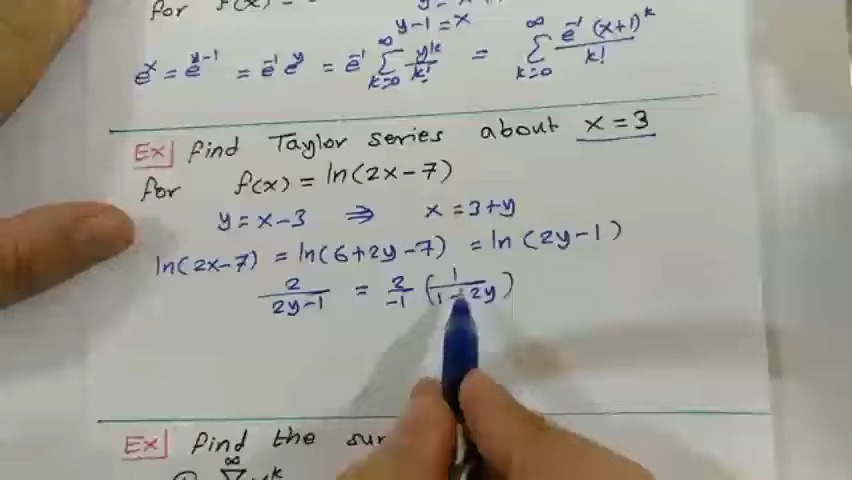 for f(x) =
y-1 = x
e^x = e^{y-1} = e^{-1} e^y = e^{-1} \sum_{k=0}^{∞} \frac{y^k}{k!} = \sum_{k=0}^{∞} \frac{e^{-1} (x+1)^k}{k!}
Ex| find Taylor series about x = 3
for f(x) = ln(2x-7)
y = x-3 ⇒ x = 3+y
ln(2x-7) = ln(6+2y-7) = ln(2y-1)
\frac{2}{2y-1} = \frac{2}{-1} (\frac{1}{1-2y})
Ex| find the